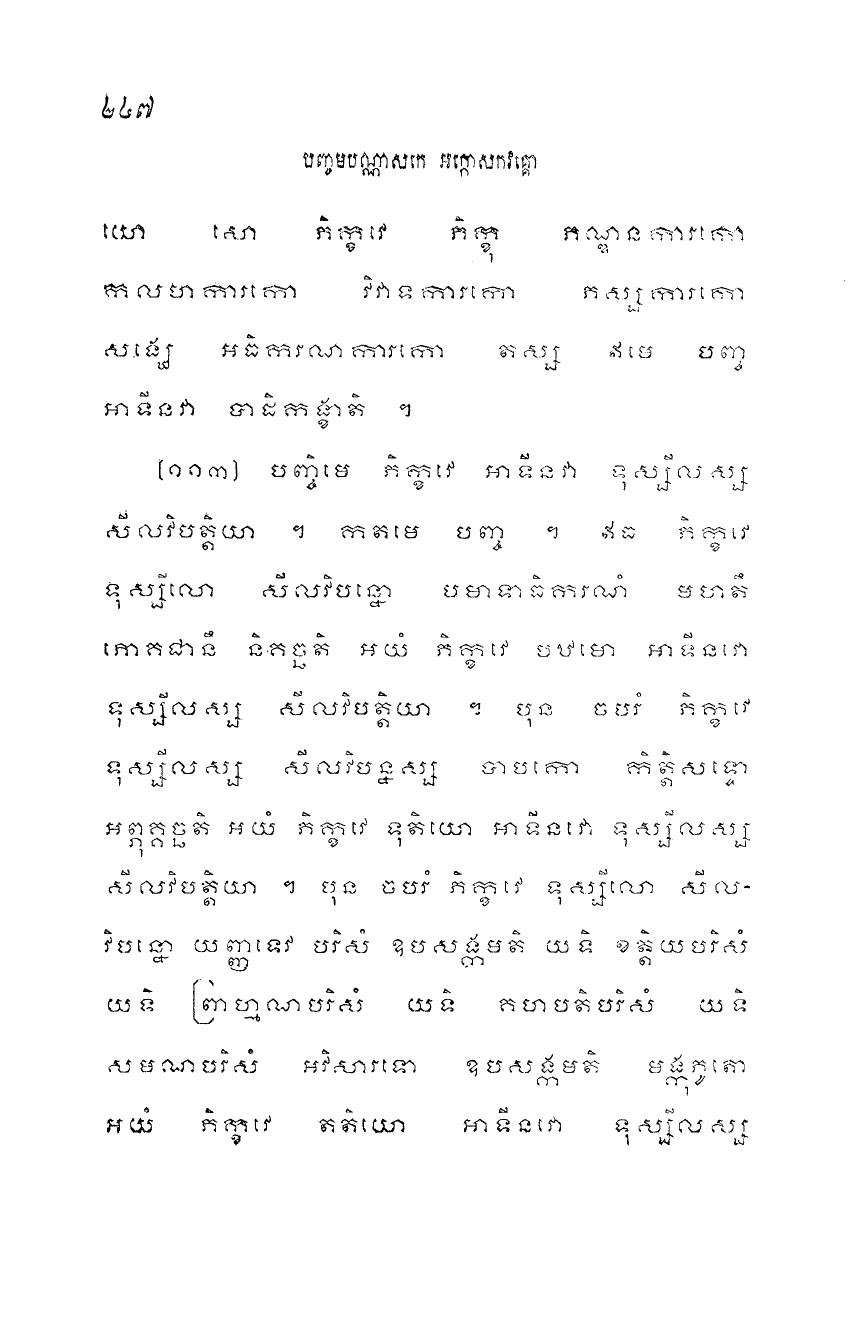 ២៤៧
បញ្ចមបណ្ណាសកេ អក្កោសកវគ្គោ
យោ សោ ភិក្ខវេ ភិក្ខុ ភណ្ឌនការកោ
កលហការកោ វិវាទការកោ ភស្សការកោ
សង្ឃេ អធិករណការកោ តស្ស ឥមេ បញ្ច
អាទីនវា បាដិកង្ខាតិ ។
(១១៣) បញ្ចិមេ ភិក្ខវេ អាទីនវា ទុស្សីលស្ស
សីលវិបត្តិយា ។ កតមេ បញ្ច ។ ឥធ ភិក្ខវេ
ទុស្សីលោ សីលវិបន្នោ បមាទាធិករណំ មហតឹ
ភោគជានឹ និគច្ឆតិ អយំ ភិក្ខវេ បឋមោ អាទីនវោ
ទុស្សីលស្ស សីលវិបត្តិយា ។ បុន ចបរំ ភិក្ខវេ
ទុស្សីលស្ស សីលវិបន្នស្ស បាបកោ កិត្តិសទ្ទោ
អព្ភុគ្គច្ឆតិ អយំ ភិក្ខវេ ទុតិយោ អាទីនវោ ទុស្សីលស្ស
សីលវិបត្តិយា ។ បុន ចបរំ ភិក្ខវេ ទុស្សីលោ សីល-
វិបន្នោ យញ្ញទេវ បរិសំ ឧបសង្កមតិ យទិ ខត្តិយបរិសំ
យទិ ព្រាហ្មណបរិសំ យទិ គហបតិបរិសំ យទិ
សមណបរិសំ អវិសារទោ ឧបសង្កមតិ មង្កុភូតោ
អយំ ភិក្ខវេ តតិយោ អាទីនវោ ទុស្សីលស្ស